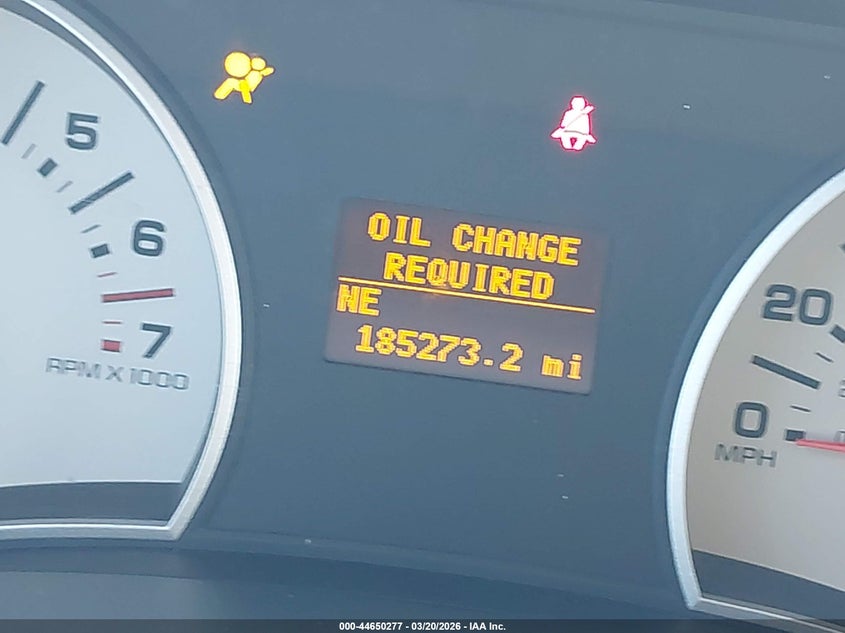 5
6
7
RPM X 1000
OIL CHANGE
REQUIRED
NE
185273.2 mi
20
0
MPH
000-44650277 - 03/20/2026 - IAA Inc.